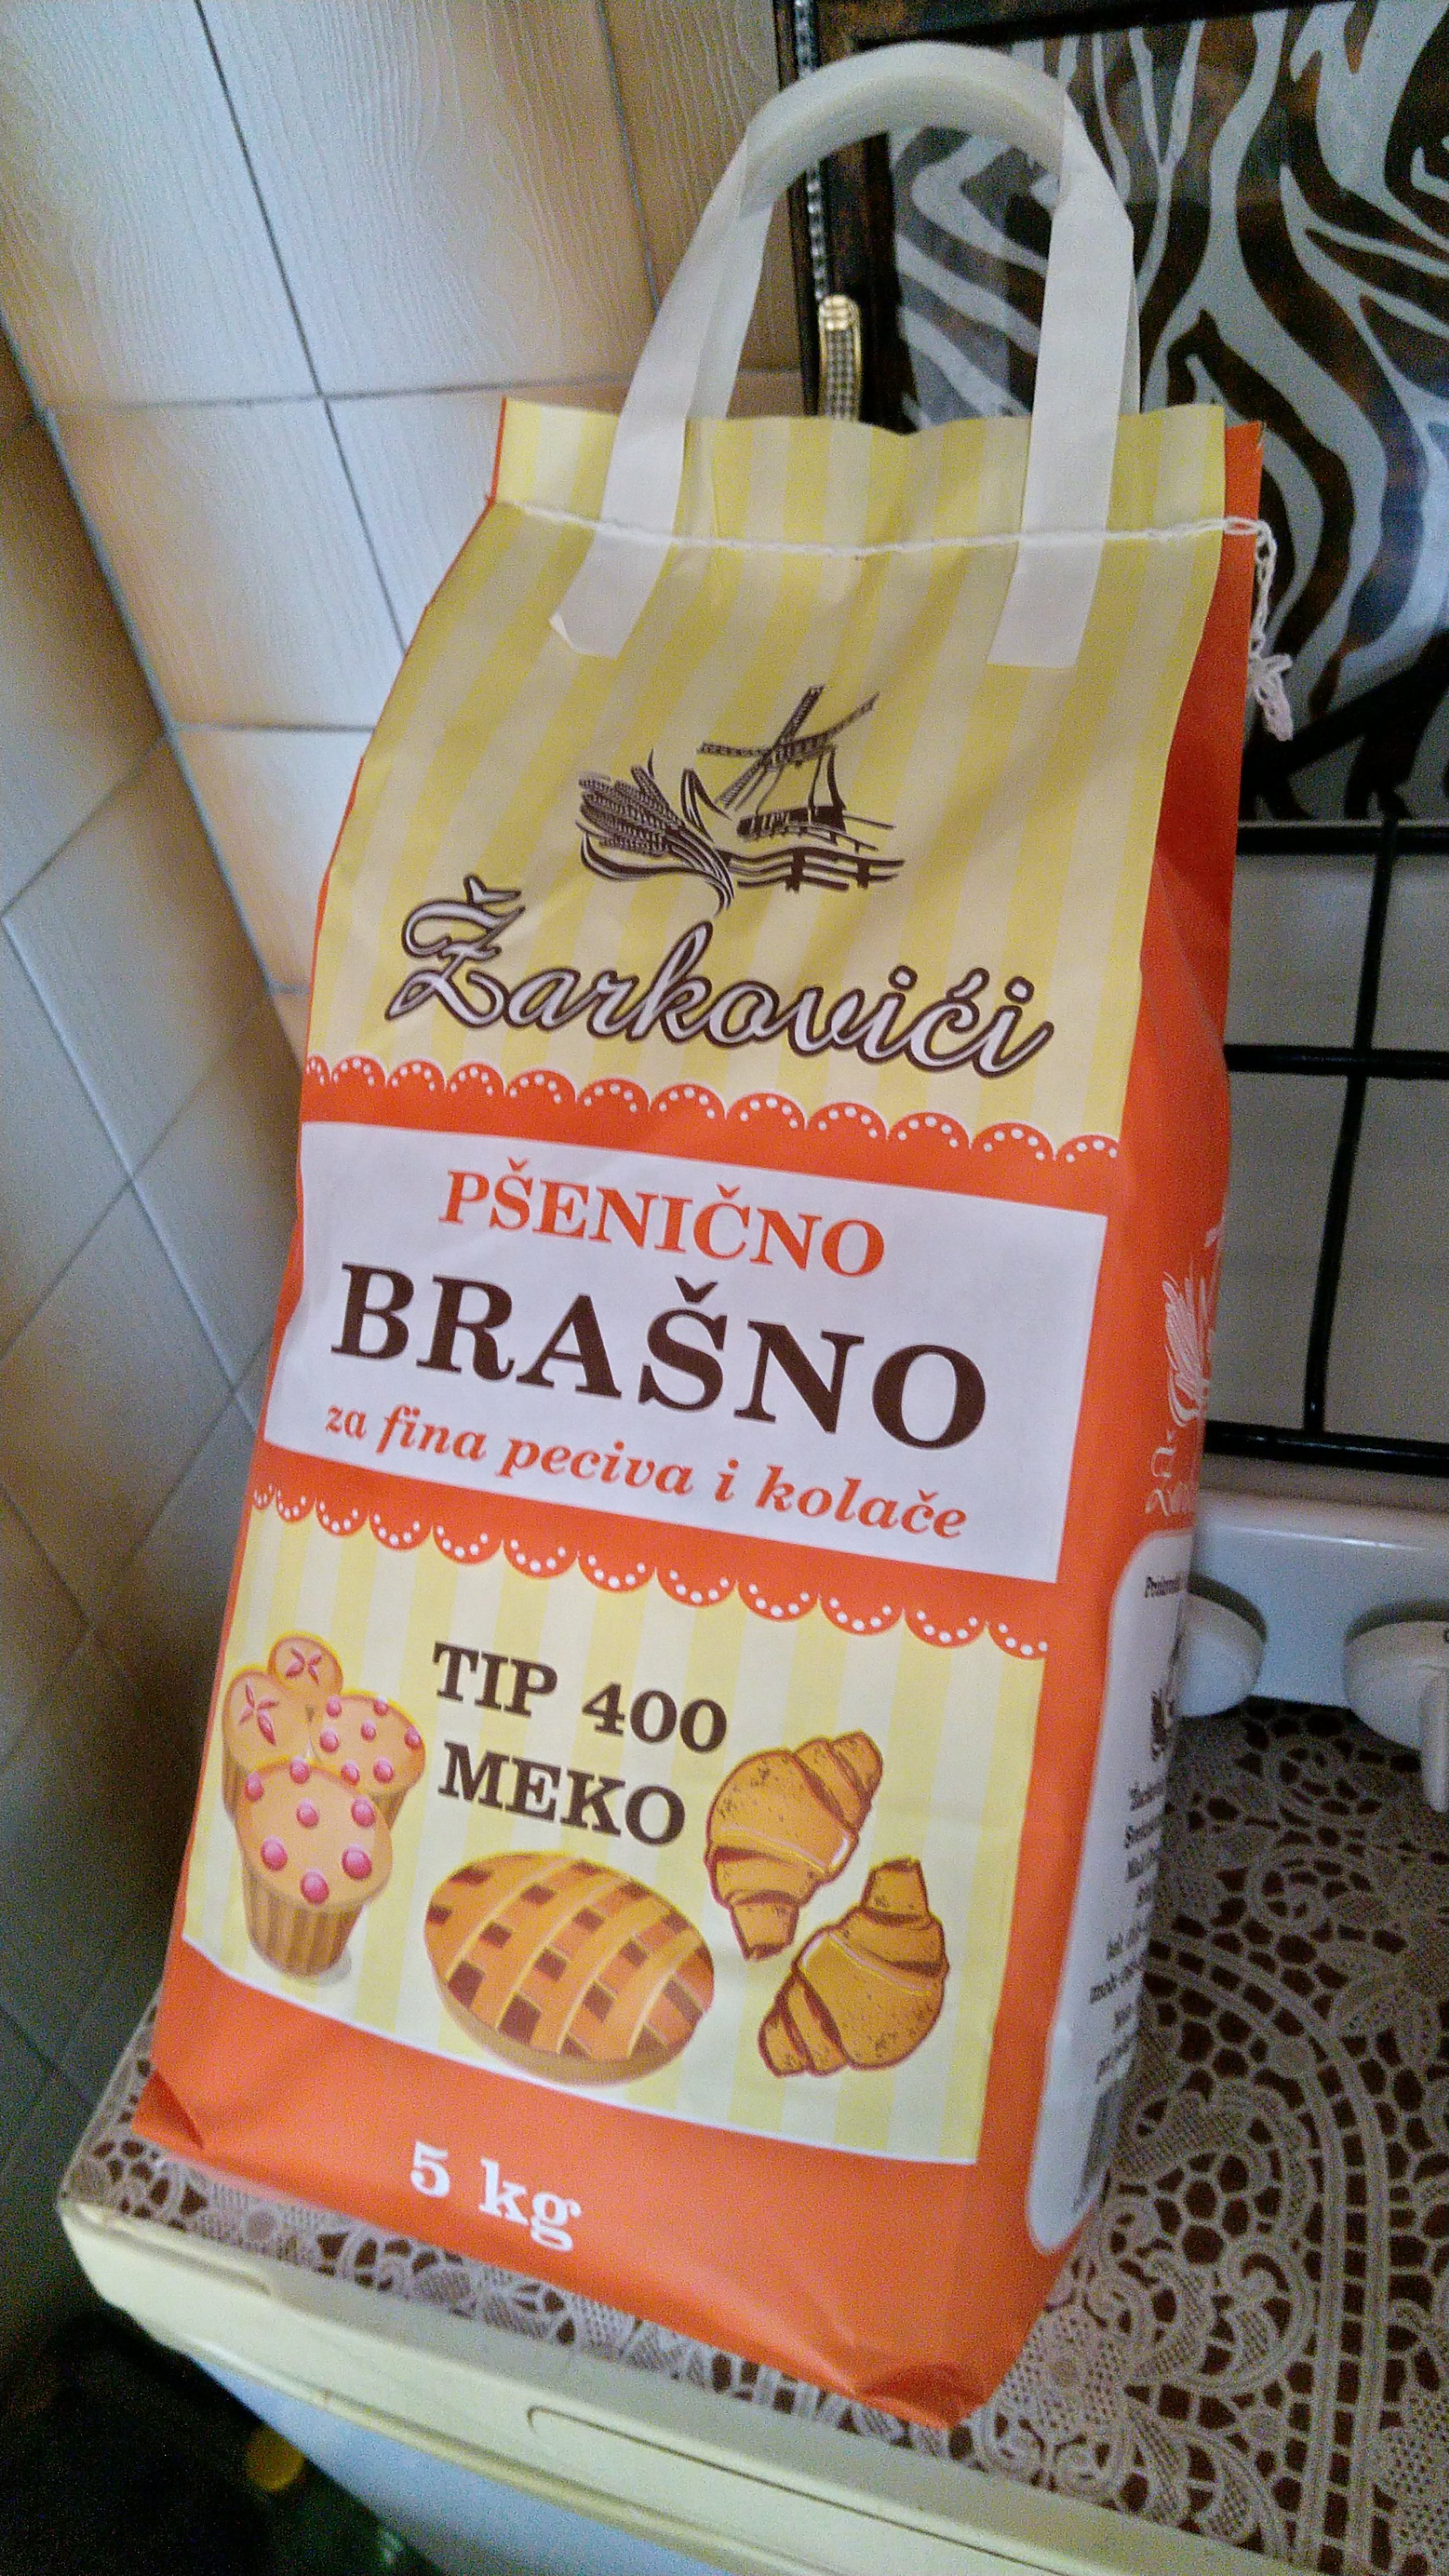 Žarkovići
PŠENIČNO
BRAŠNO
za fina peciva i kolače
TIP 400
MEKO
5 kg